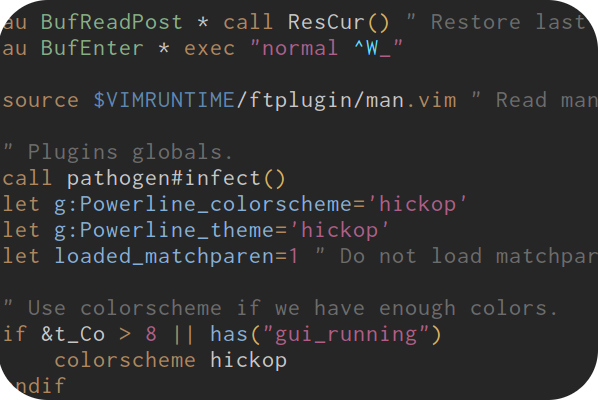 au BufReadPost * call ResCur() " Restore last
au BufEnter * exec "normal ^W_"
source $VIMRUNTIME/ftplugin/man.vim " Read man
" Plugins globals.
call pathogen#infect()
let g:Powerline_colorscheme='hickop'
let g:Powerline_theme='hickop'
let loaded_matchparen=1 " Do not load matchpar
" Use colorscheme if we have enough colors.
if &t_Co > 8 || has("gui_running")
    colorscheme hickop
ndif